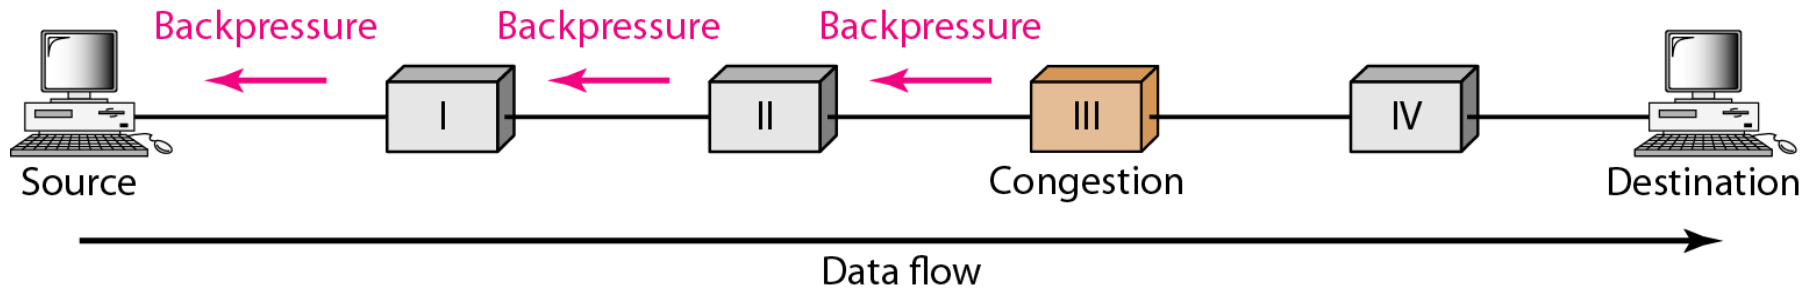 Backpressure
Backpressure
Backpressure
I
II
III
IV
Source
Congestion
Destination
Data flow